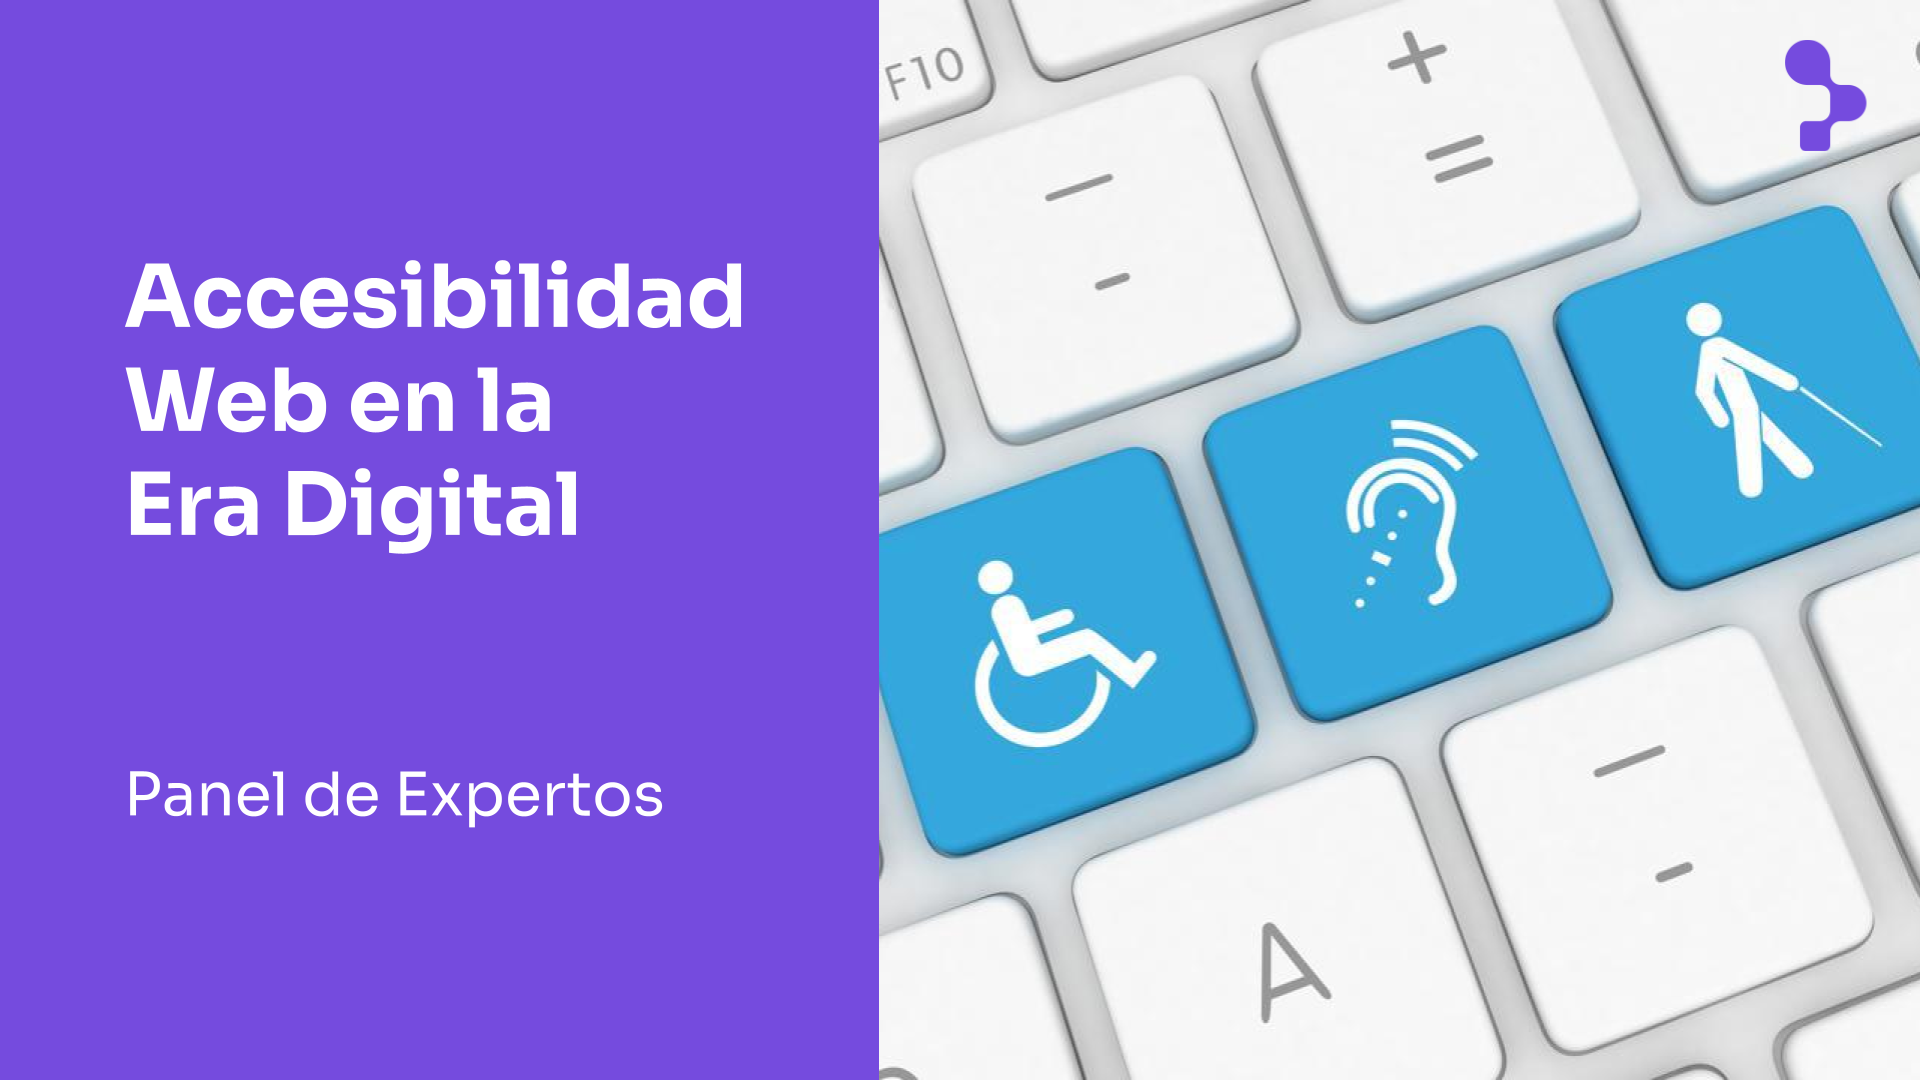 Accesibilidad
Web en la
Era Digital
Panel de Expertos
F10
+
=
—
-
—
-
A